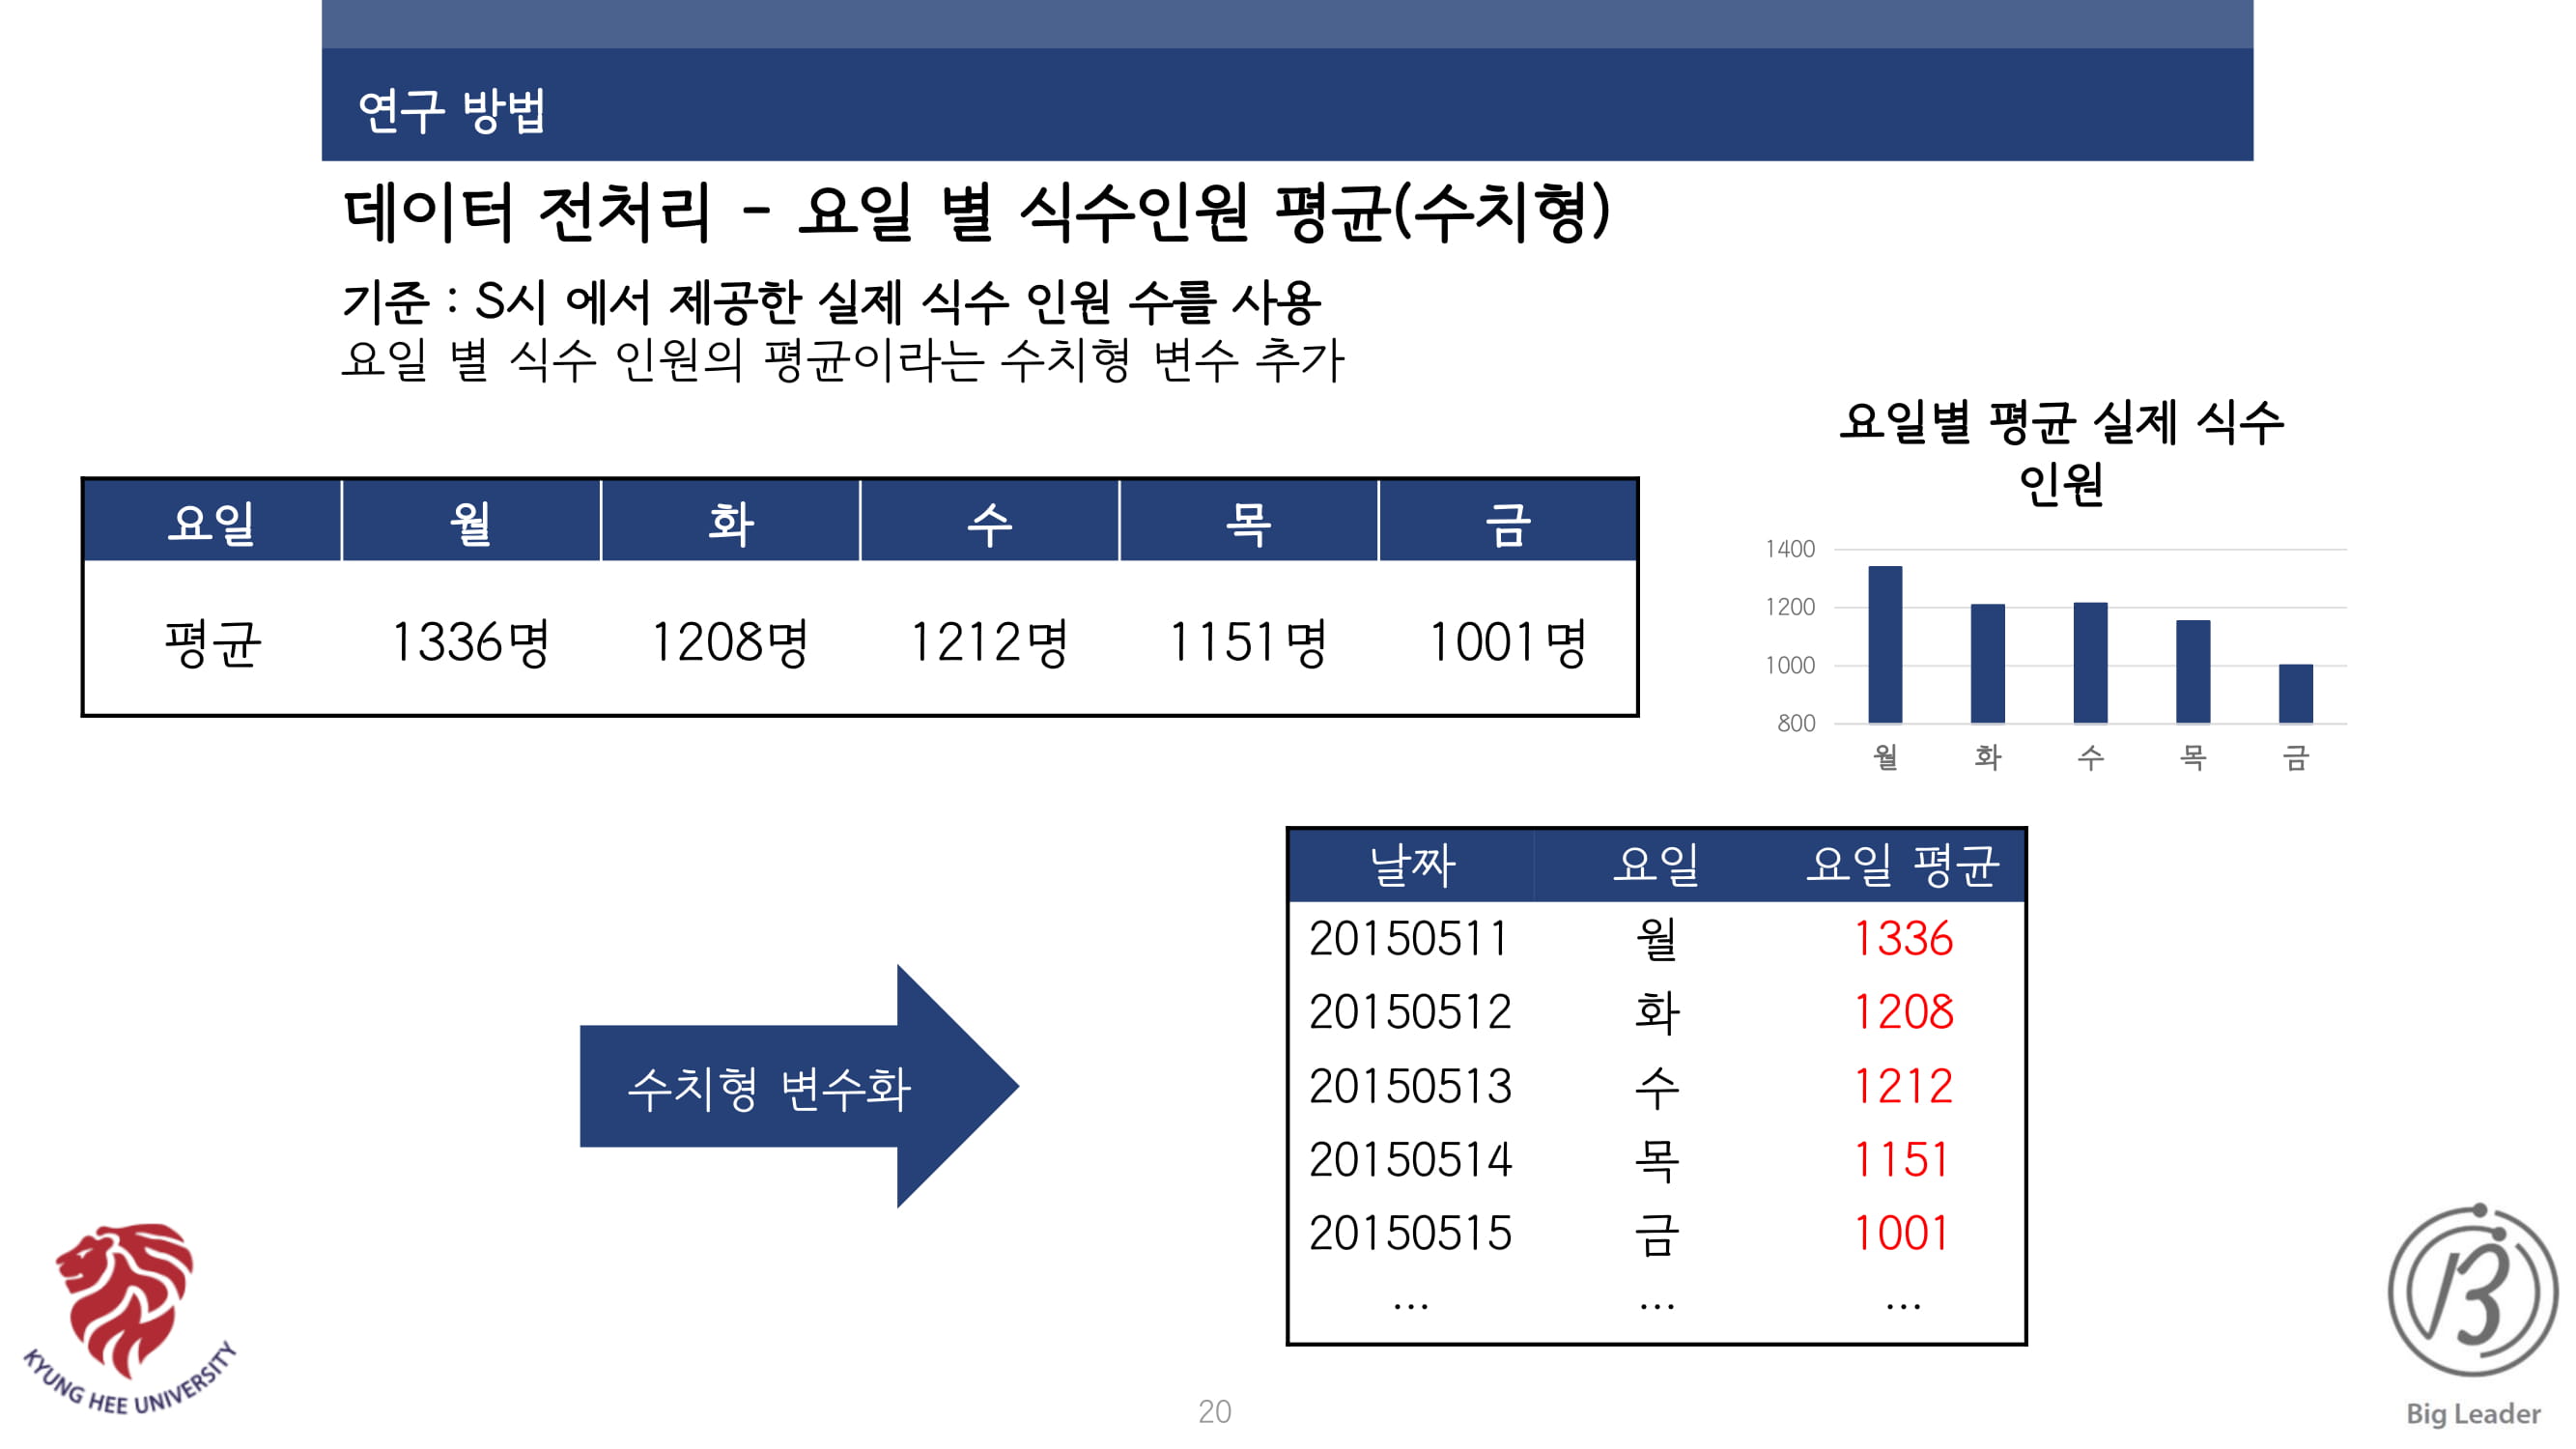 연구 방법
데이터 전처리 - 요일 별 식수인원 평균(수치형)
기준 : S시 에서 제공한 실제 식수 인원 수를 사용
요일 별 식수 인원의 평균이라는 수치형 변수 추가
요일 월 화 수 목 금
평균 1336명 1208명 1212명 1151명 1001명
요일별 평균 실제 식수
인원
1400
1200
1000
800
월 화 수 목 금
수치형 변수화
날짜 요일 요일 평균
20150511 월 1336
20150512 화 1208
20150513 수 1212
20150514 목 1151
20150515 금 1001
... ... ...
KYUNG HEE UNIVERSITY
20
B
Big Leader